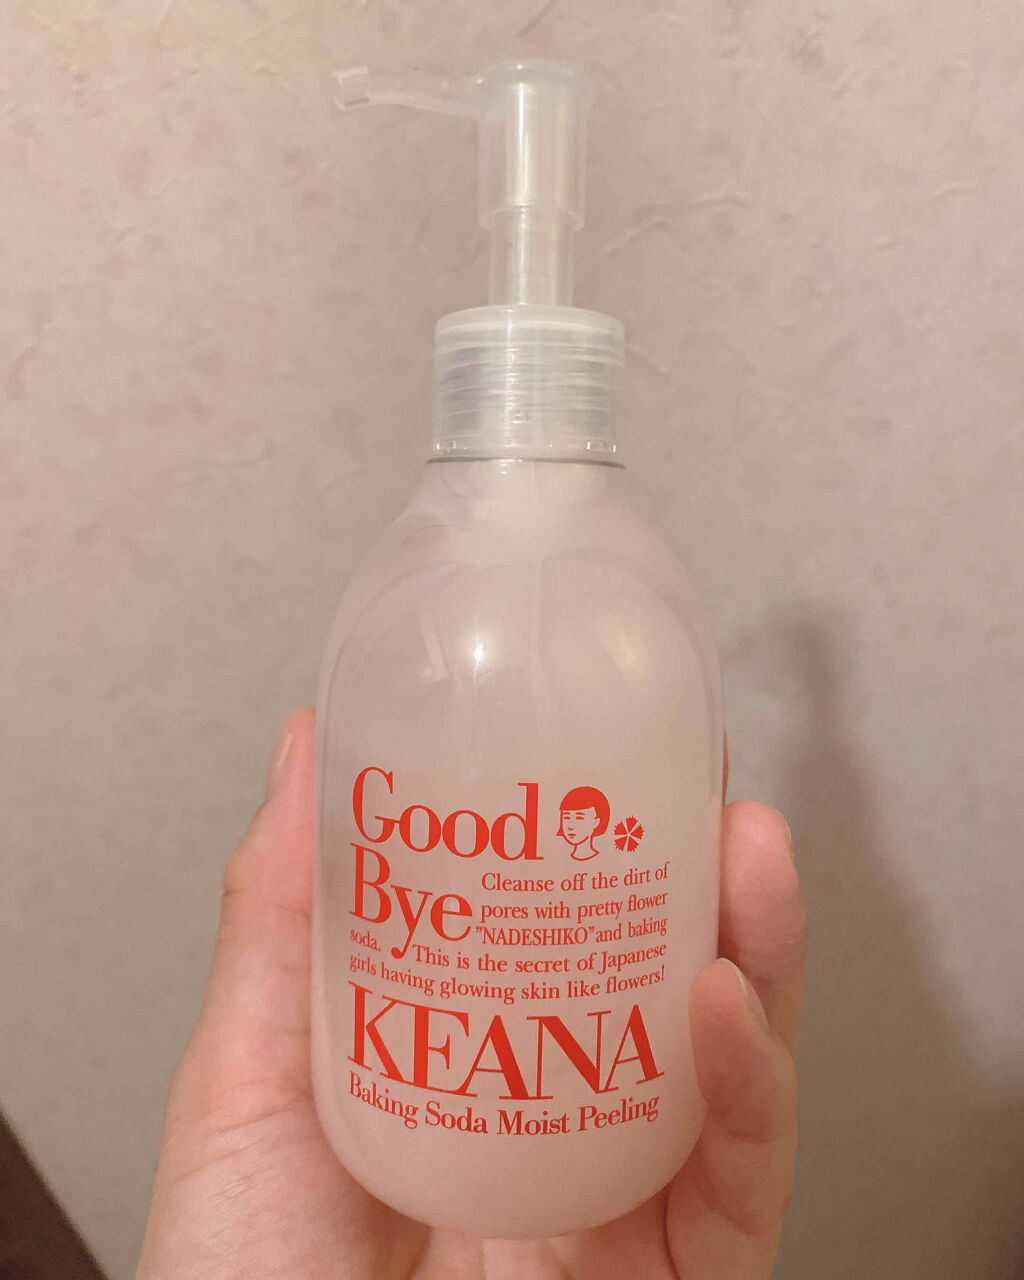 Good
Bye
Cleanse off the dirt of
pores with pretty flower
"NADESHIKO"and baking
soda. This is the secret of Japanese
girls having glowing skin like flowers!
KEANA
Baking Soda Moist Peeling